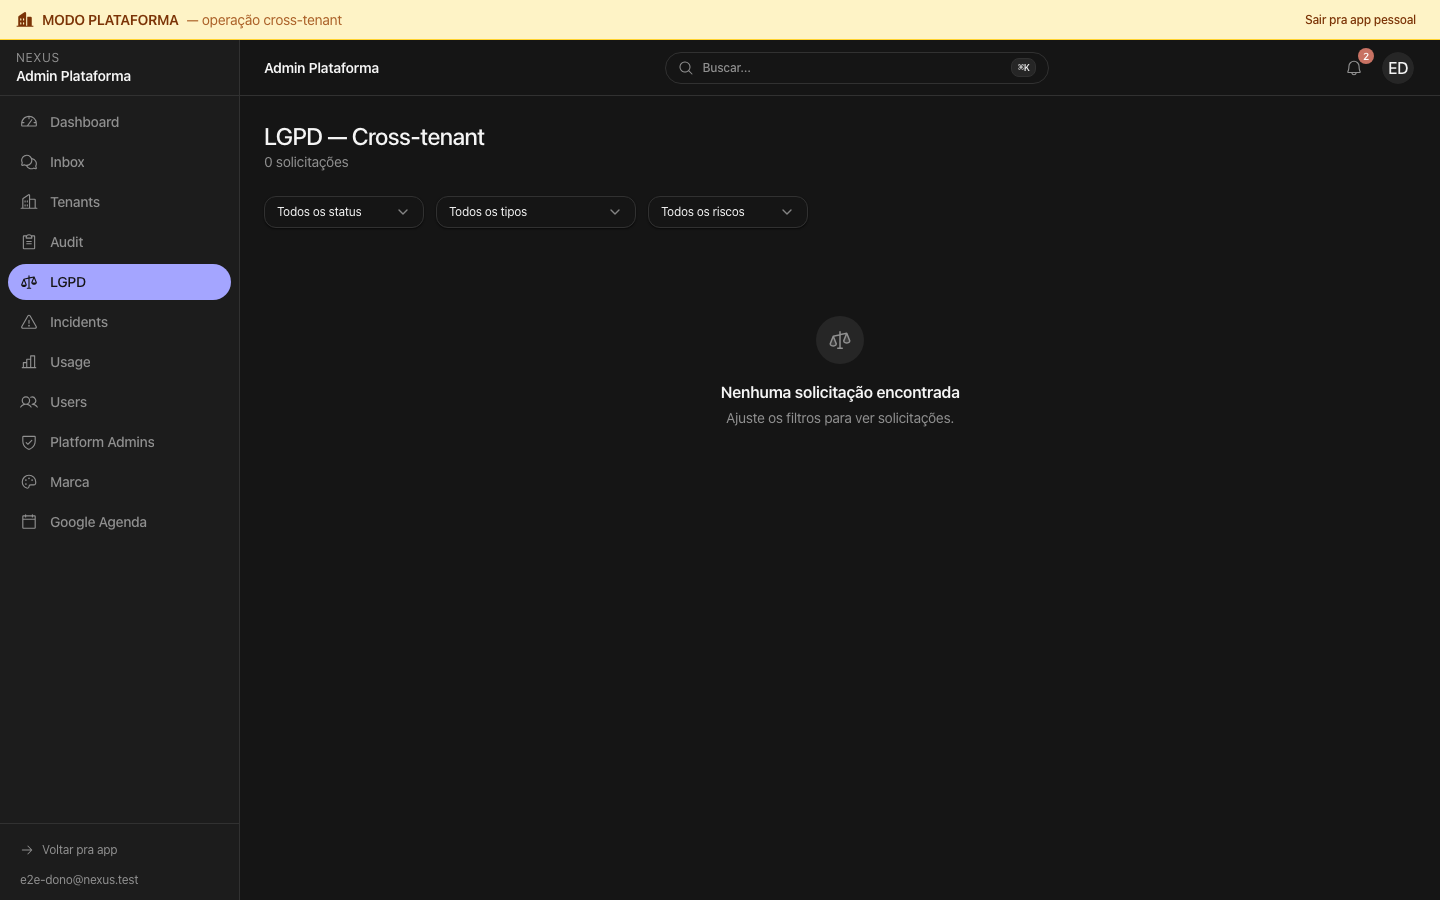 MODO PLATAFORMA — operação cross-tenant
Sair pra app pessoal
NEXUS
Admin Plataforma
Admin Plataforma
Buscar...
⌘K
2
ED
Dashboard
Inbox
Tenants
Audit
LGPD
Incidents
Usage
Users
Platform Admins
Marca
Google Agenda
LGPD — Cross-tenant
0 solicitações
Todos os status
Todos os tipos
Todos os riscos
Nenhuma solicitação encontrada
Ajuste os filtros para ver solicitações.
Voltar pra app
e2e-dono@nexus.test